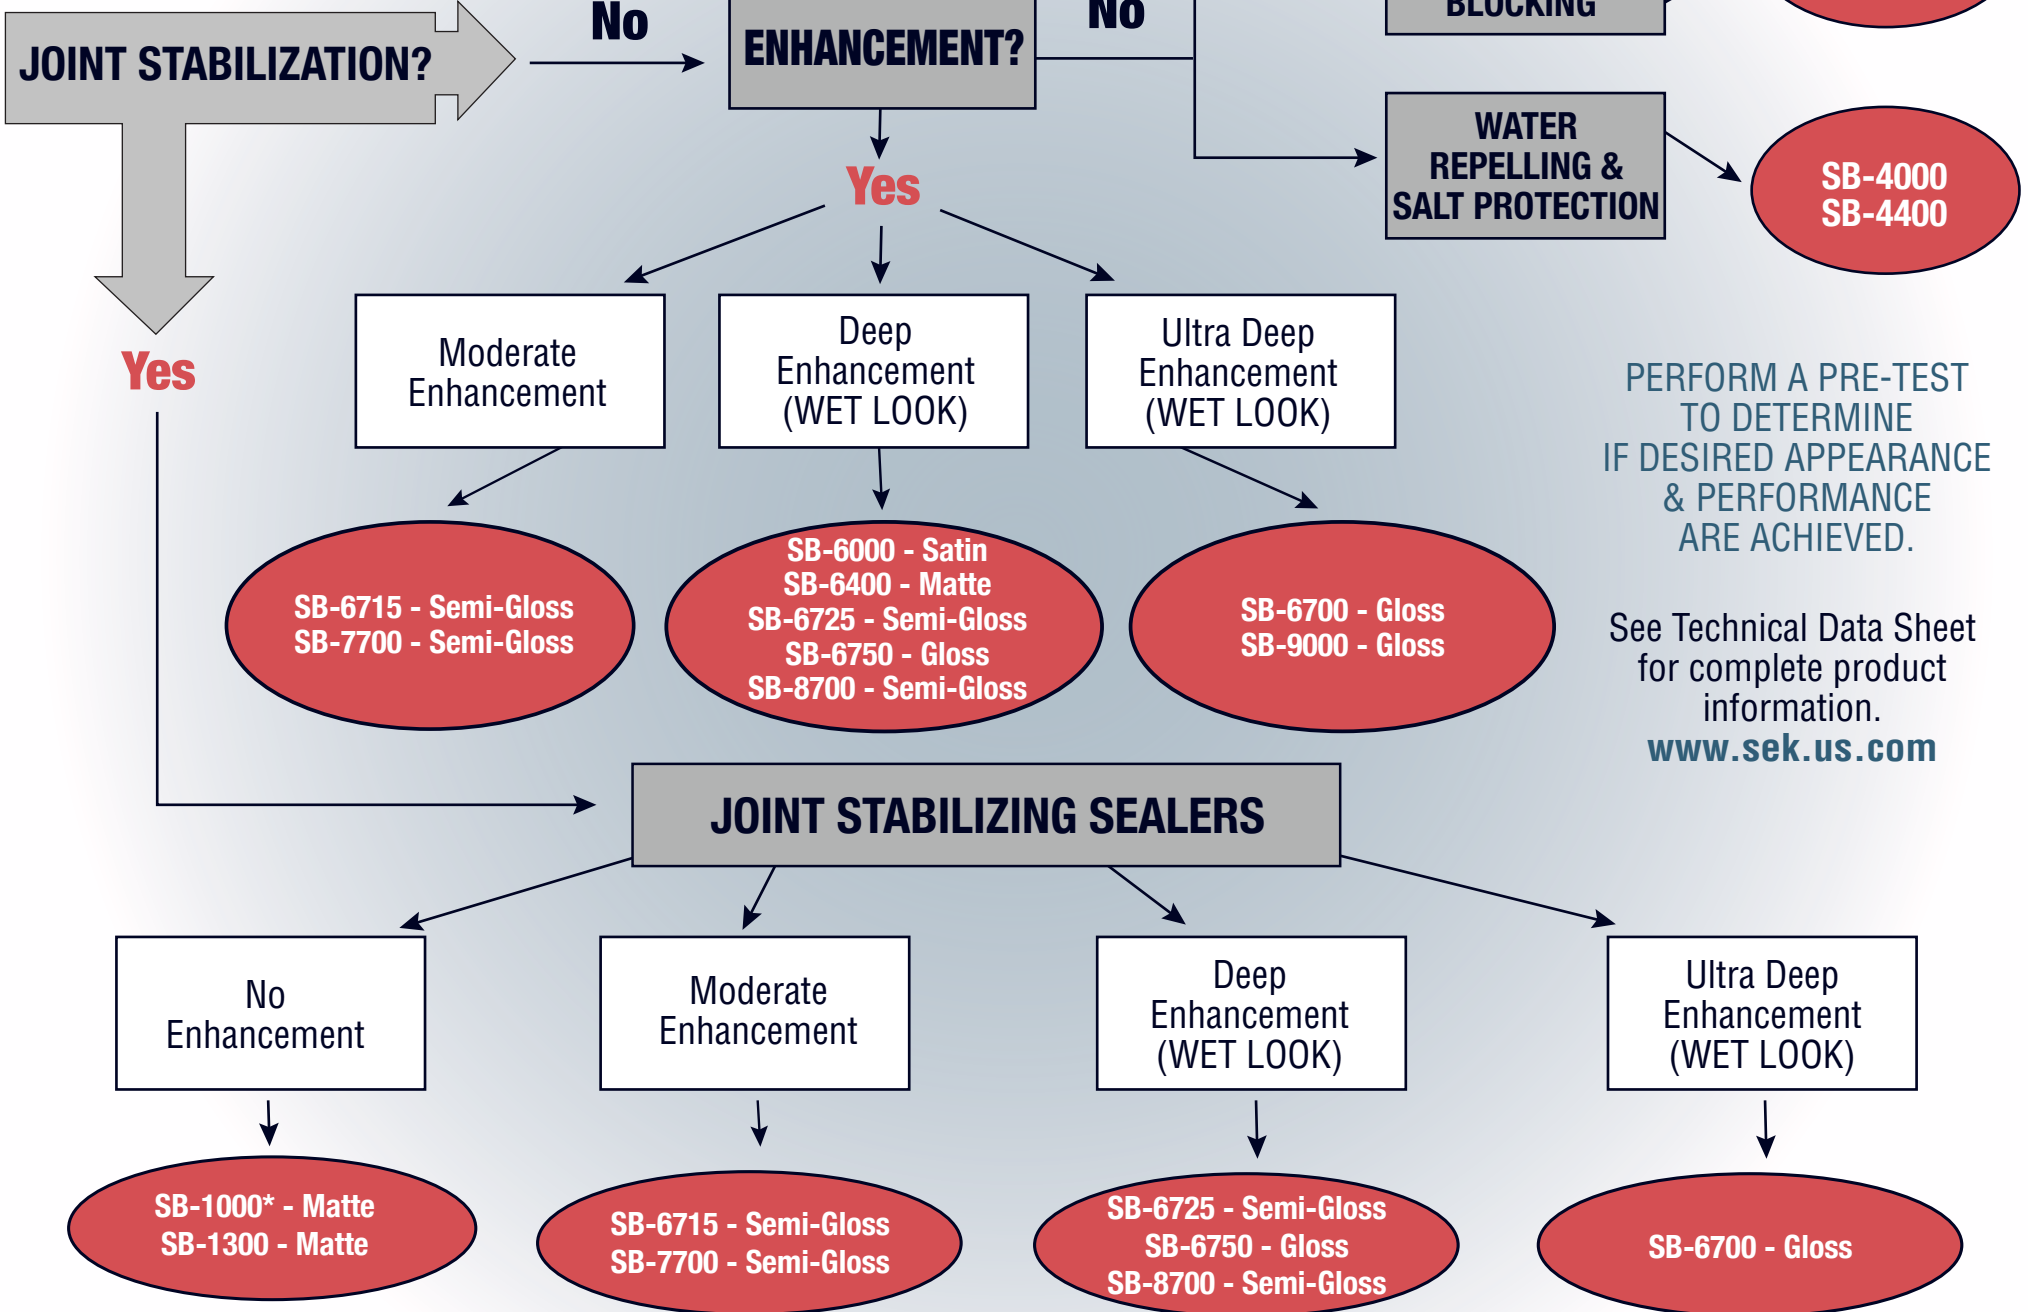 No
No
BLOCKING
JOINT STABILIZATION?
ENHANCEMENT?
WATER
REPELLING &
SALT PROTECTION
SB-4000
SB-4400
Yes
Yes
Moderate
Enhancement
Deep
Enhancement
(WET LOOK)
Ultra Deep
Enhancement
(WET LOOK)
PERFORM A PRE-TEST
TO DETERMINE
IF DESIRED APPEARANCE
& PERFORMANCE
ARE ACHIEVED.
SB-6715 - Semi-Gloss
SB-7700 - Semi-Gloss
SB-6000 - Satin
SB-6400 - Matte
SB-6725 - Semi-Gloss
SB-6750 - Gloss
SB-8700 - Semi-Gloss
SB-6700 - Gloss
SB-9000 - Gloss
See Technical Data Sheet
for complete product
information.
www.sek.us.com
JOINT STABILIZING SEALERS
No
Enhancement
Moderate
Enhancement
Deep
Enhancement
(WET LOOK)
Ultra Deep
Enhancement
(WET LOOK)
SB-1000* - Matte
SB-1300 - Matte
SB-6715 - Semi-Gloss
SB-7700 - Semi-Gloss
SB-6725 - Semi-Gloss
SB-6750 - Gloss
SB-8700 - Semi-Gloss
SB-6700 - Gloss